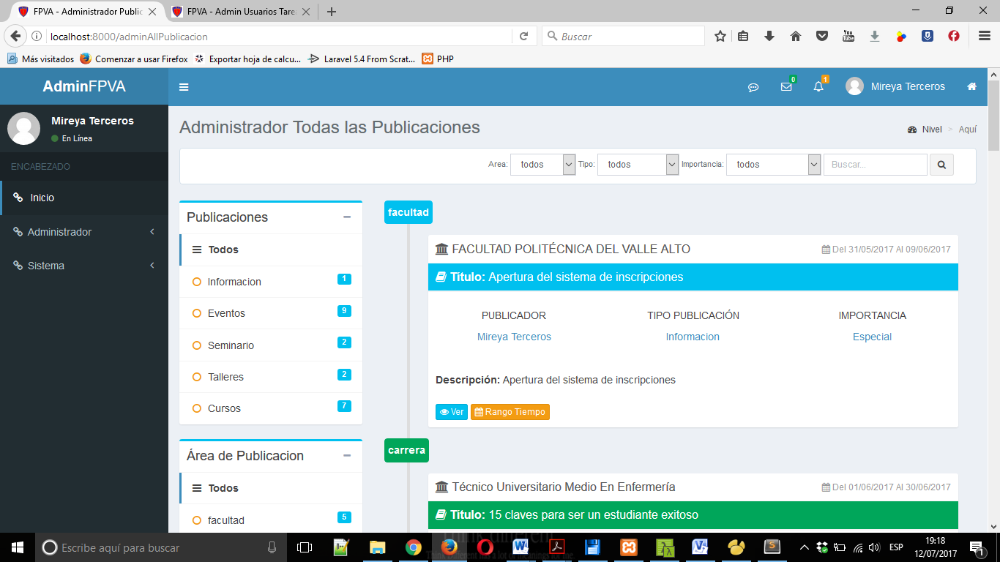 FPVA - Administrador Public
FPVA - Admin Usuarios Tare
localhost:8000/adminAllPublicacion
Buscar
Más visitados
Comenzar a usar Firefox
Exportar hoja de calcu...
Laravel 5.4 From Scrat...
PHP
AdminFPVA
0
1
Mireya Terceros
Mireya Terceros
En Línea
ENCABEZADO
Inicio
Administrador
Sistema
Administrador Todas las Publicaciones
Nivel > Aquí
Area: todos Tipo: todos Importancia: todos Buscar...
Publicaciones
Todos
Informacion 1
Eventos 9
Seminario 2
Talleres 2
Cursos 7
Área de Publicacion
Todos
facultad 5
facultad
FACULTAD POLITÉCNICA DEL VALLE ALTO
Del 31/05/2017 Al 09/06/2017
Titulo: Apertura del sistema de inscripciones
PUBLICADOR TIPO PUBLICACIÓN IMPORTANCIA
Mireya Terceros Informacion Especial
Descripción: Apertura del sistema de inscripciones
Ver Rango Tiempo
carrera
Técnico Universitario Medio En Enfermería
Del 01/06/2017 Al 30/06/2017
Titulo: 15 claves para ser un estudiante exitoso
Escribe aquí para buscar
ESP
19:18
12/07/2017
1